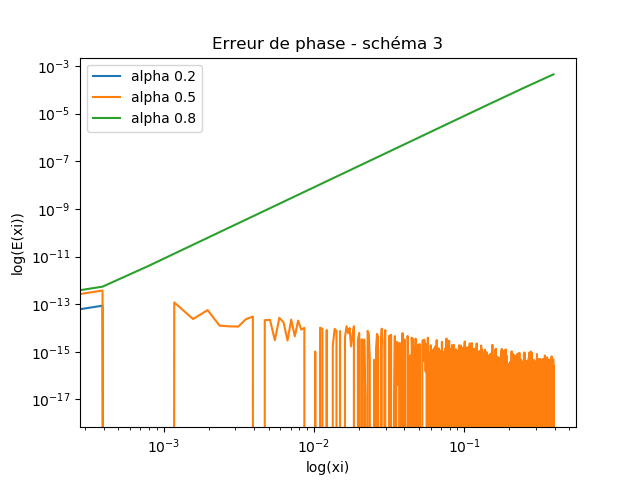 Erreur de phase - schéma 3
alpha 0.2
alpha 0.5
alpha 0.8
log(E(xi))
10⁻³
10⁻⁵
10⁻⁷
10⁻⁹
10⁻¹¹
10⁻¹³
10⁻¹⁵
10⁻¹⁷
10⁻³ 10⁻² 10⁻¹
log(xi)